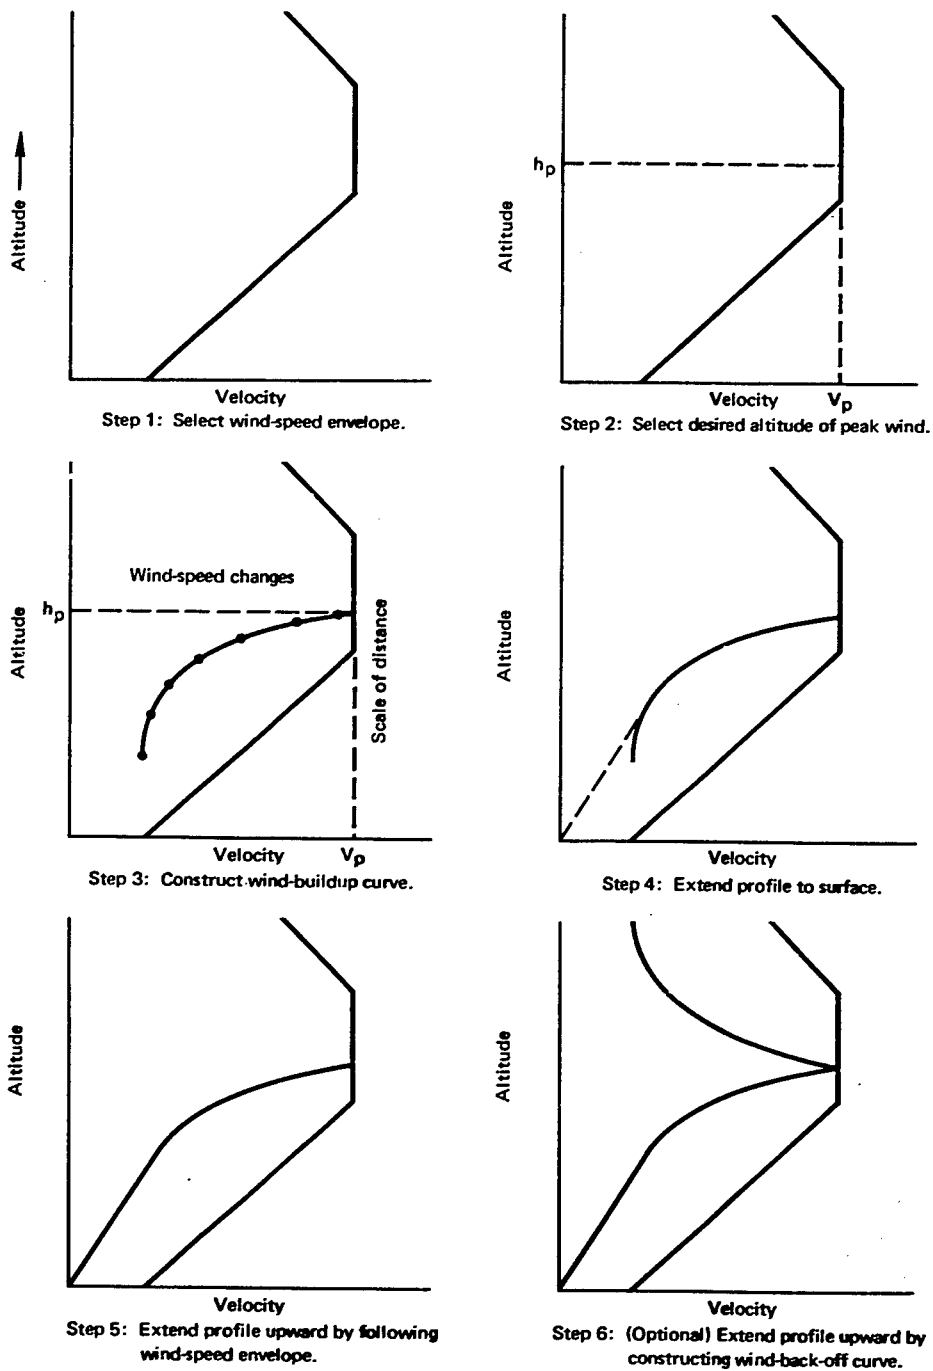 Altitude
Velocity
Step 1: Select wind-speed envelope.
Altitude
hp
Velocity
Vp
Step 2: Select desired altitude of peak wind.
Altitude
hp
Wind-speed changes
Scale of distance
Velocity
Vp
Step 3: Construct wind-buildup curve.
Altitude
Velocity
Step 4: Extend profile to surface.
Altitude
Velocity
Step 5: Extend profile upward by following
wind-speed envelope.
Altitude
Velocity
Step 6: (Optional) Extend profile upward by
constructing wind-back-off curve.